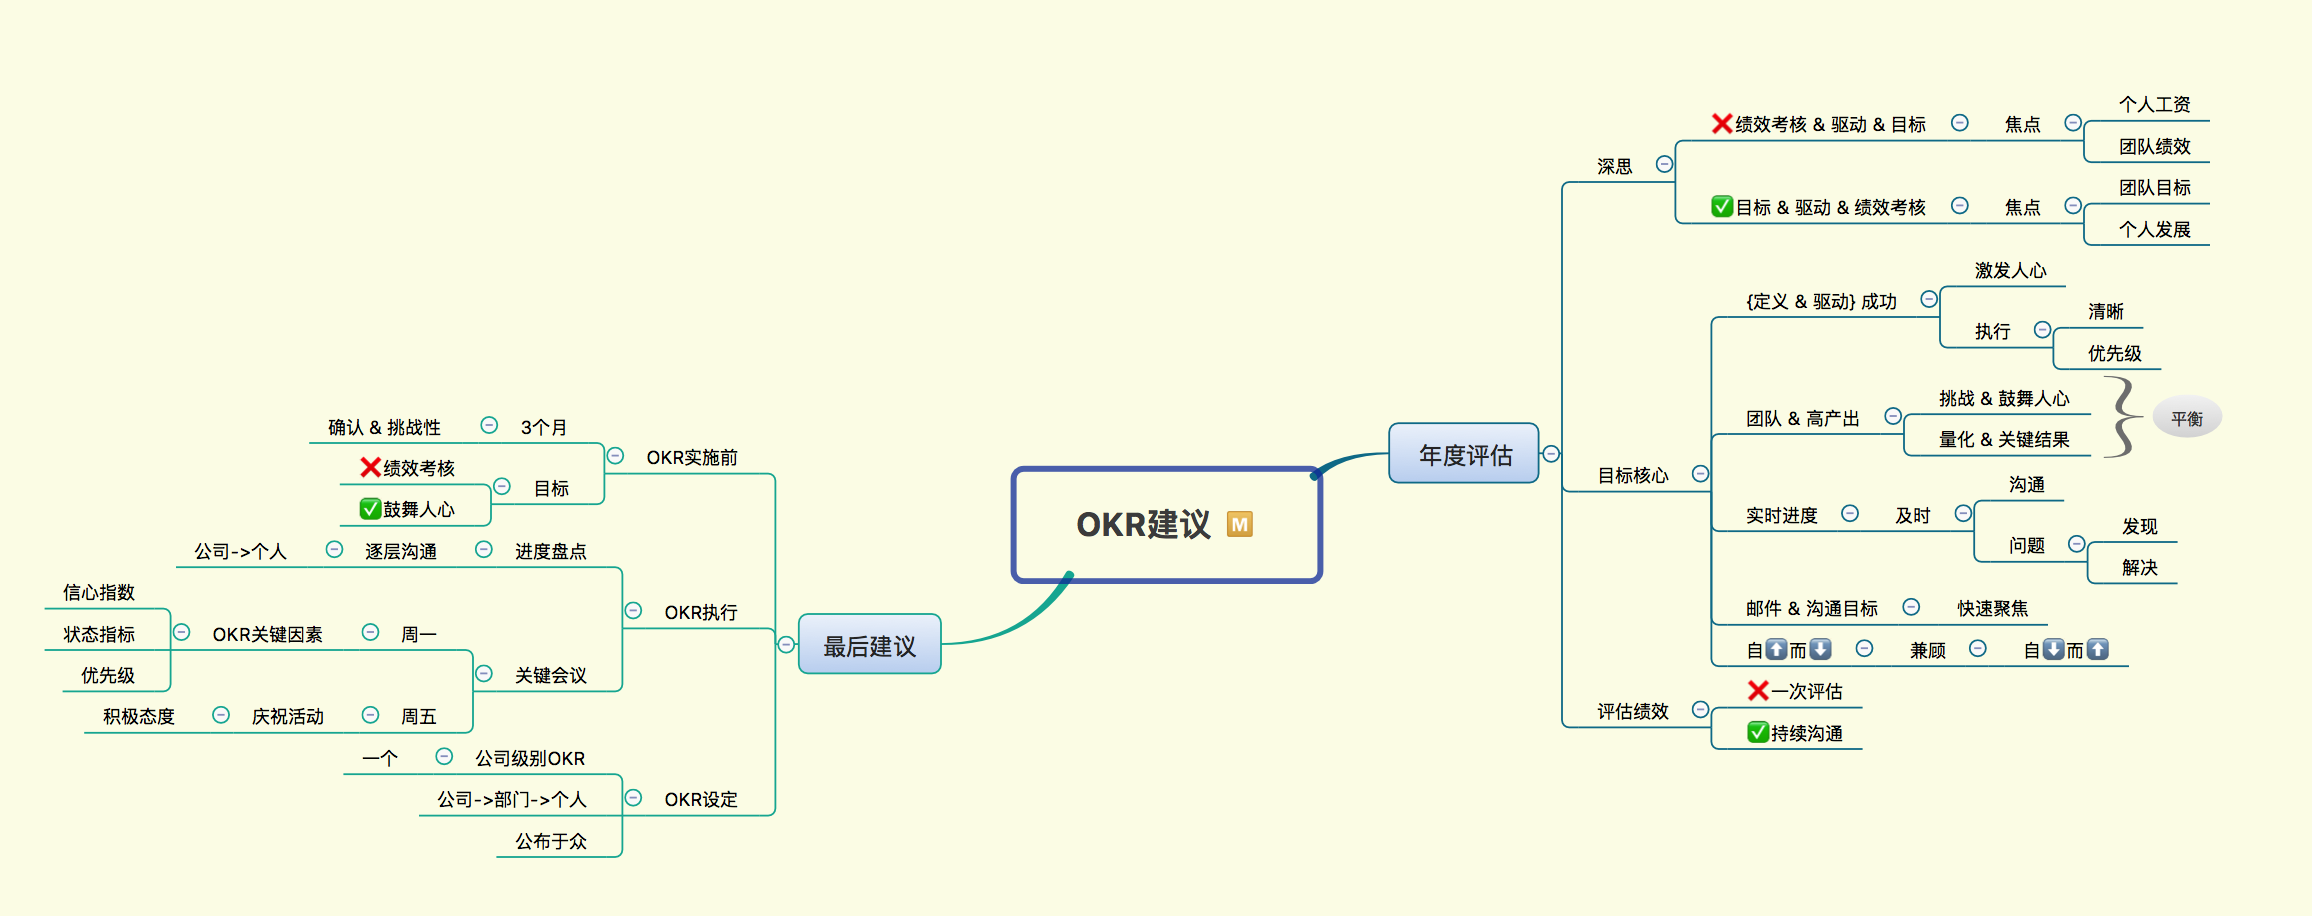 OKR建议 M
年度评估
深思
❌绩效考核 & 驱动 & 目标
焦点
个人工资
团队绩效
✅目标 & 驱动 & 绩效考核
焦点
团队目标
个人发展
目标核心
{定义 & 驱动} 成功
激发人心
执行
清晰
优先级
团队 & 高产出
挑战 & 鼓舞人心
量化 & 关键结果
平衡
实时进度
及时
沟通
问题
发现
解决
邮件 & 沟通目标
快速聚焦
自⬆️而⬇️
兼顾
自⬇️而⬆️
评估绩效
❌一次评估
✅持续沟通
最后建议
OKR实施前
3个月
确认 & 挑战性
目标
❌绩效考核
✅鼓舞人心
OKR执行
进度盘点
逐层沟通
公司->个人
关键会议
周一
OKR关键因素
信心指数
状态指标
优先级
周五
庆祝活动
积极态度
OKR设定
公司级别OKR
一个
公司->部门->个人
公布于众